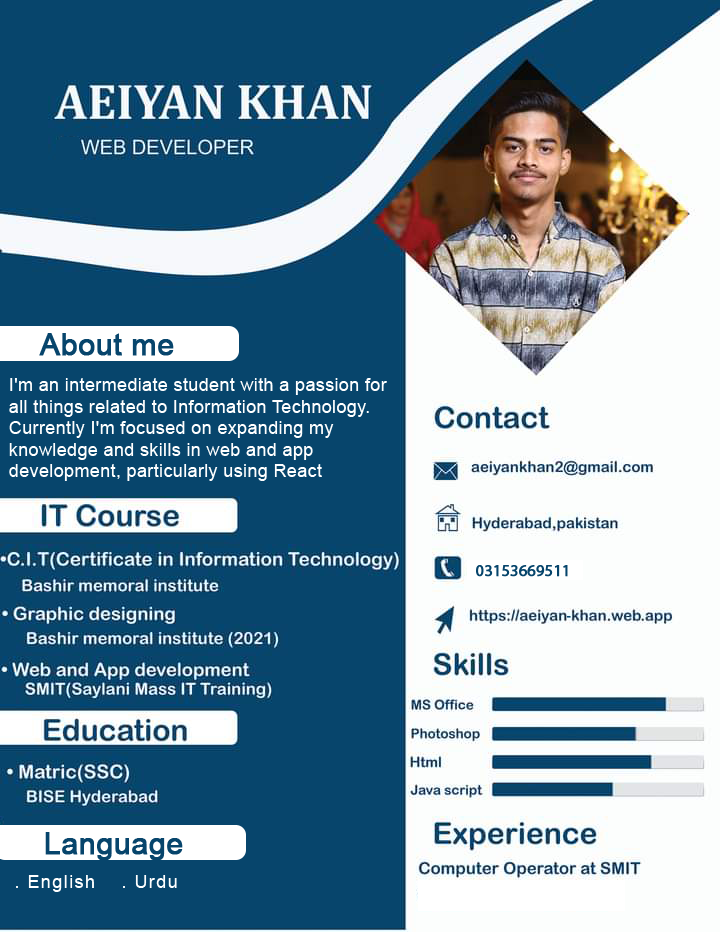 AEIYAN KHAN
WEB DEVELOPER
About me
I'm an intermediate student with a passion for
all things related to Information Technology.
Currently I'm focused on expanding my
knowledge and skills in web and app
development, particularly using React
IT Course
•C.I.T(Certificate in Information Technology)
Bashir memoral institute
• Graphic designing
Bashir memoral institute (2021)
• Web and App development
SMIT(Saylani Mass IT Training)
Education
• Matric(SSC)
BISE Hyderabad
Language
. English . Urdu
Contact
aeiyankhan2@gmail.com
Hyderabad,pakistan
03153669511
https://aeiyan-khan.web.app
Skills
MS Office
Photoshop
Html
Java script
Experience
Computer Operator at SMIT